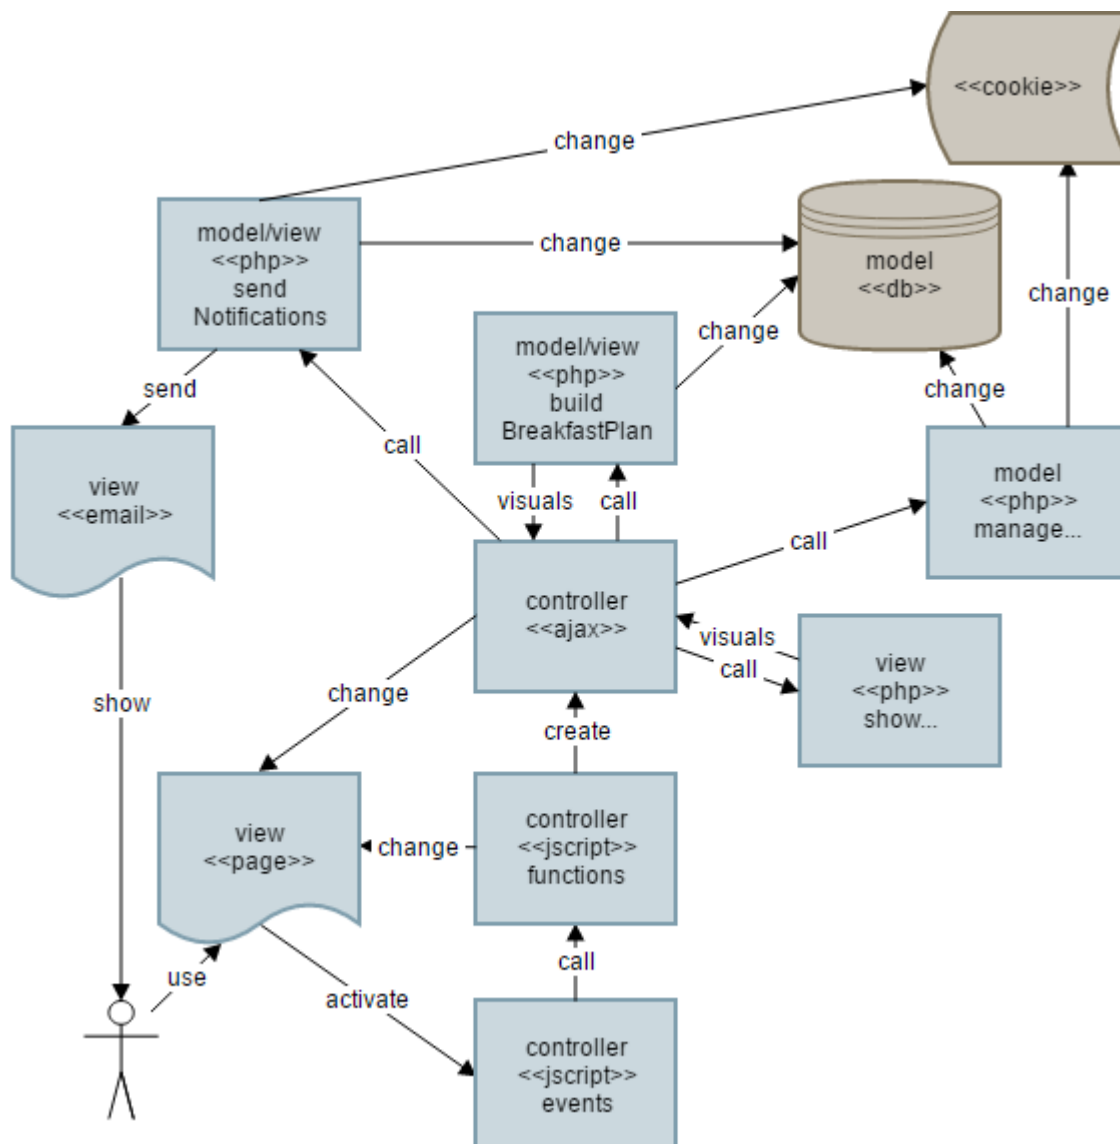 <<cookie>>
change
model/view
<<php>>
send
Notifications
change
model
<<db>>
change
change
model/view
<<php>>
build
BreakfastPlan
send
change
call
view
<<email>>
model
<<php>>
manage...
visuals
call
call
controller
<<ajax>>
visuals
call
view
<<php>>
show...
show
change
create
view
<<page>>
change
controller
<<jscript>>
functions
use
activate
call
controller
<<jscript>>
events